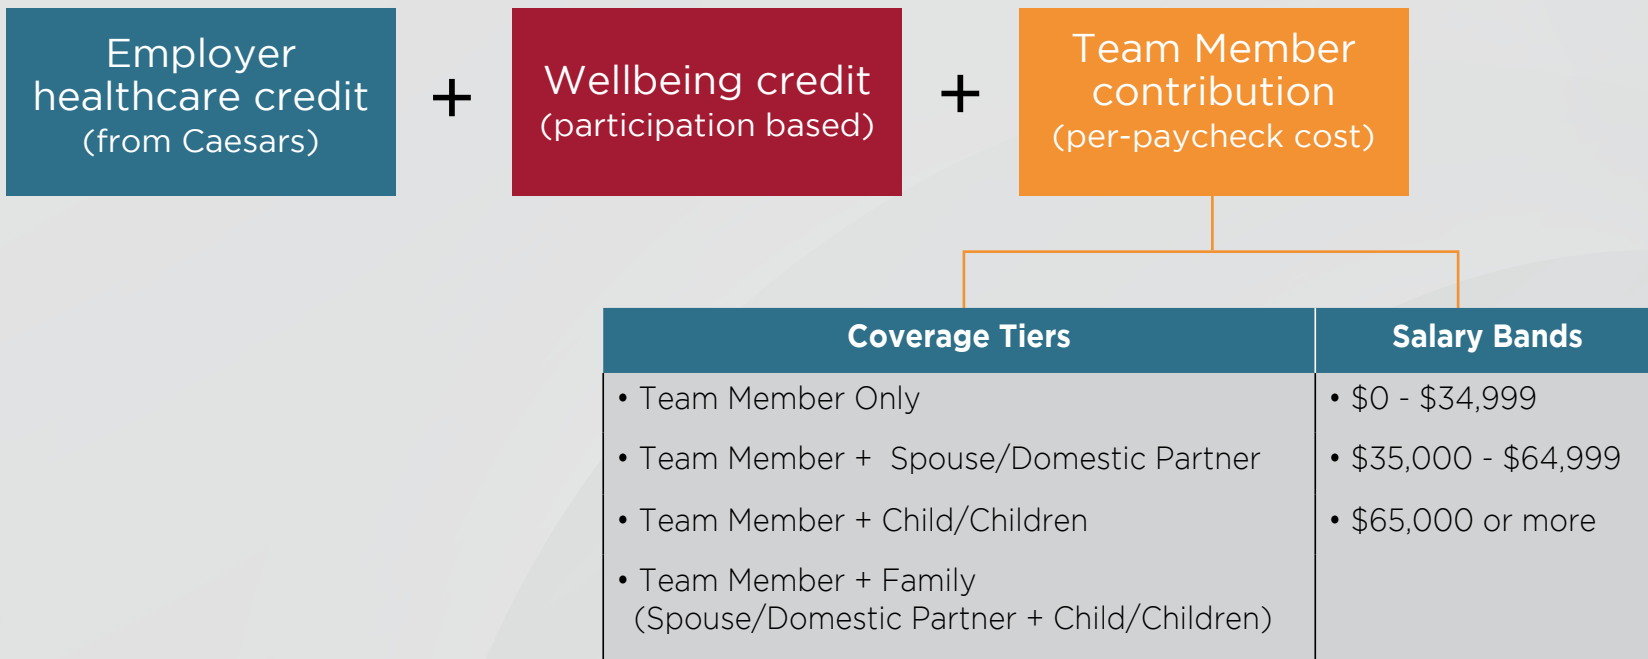 Employer
healthcare credit
(from Caesars)
+
Wellbeing credit
(participation based)
+
Team Member
contribution
(per-paycheck cost)
Coverage Tiers
Salary Bands
• Team Member Only
• $0 - $34,999
• Team Member + Spouse/Domestic Partner
• $35,000 - $64,999
• Team Member + Child/Children
• $65,000 or more
• Team Member + Family
(Spouse/Domestic Partner + Child/Children)